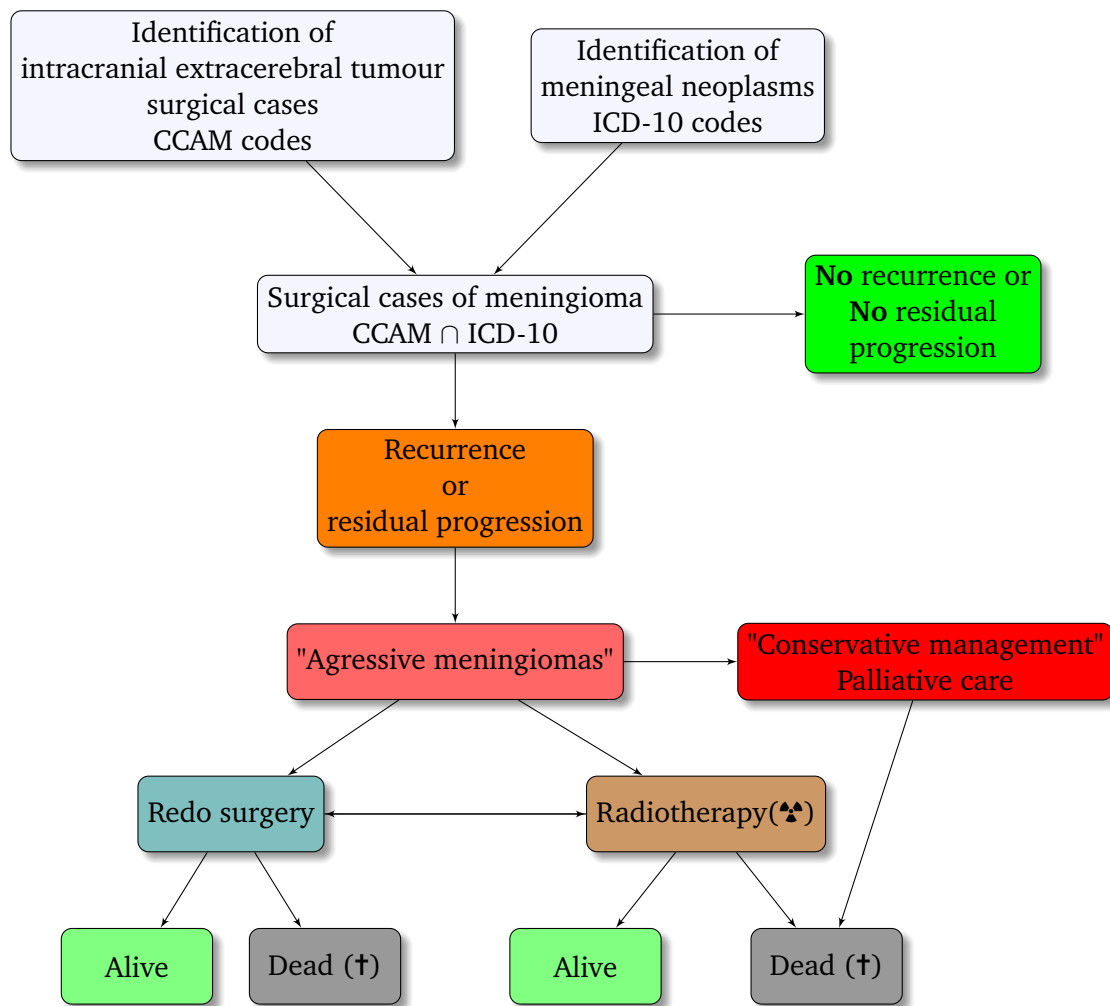 Identification of
intracranial extracerebral tumour
surgical cases
CCAM codes
Identification of
meningeal neoplasms
ICD-10 codes
Surgical cases of meningioma
CCAM ∩ ICD-10
No recurrence or
No residual
progression
Recurrence
or
residual progression
"Agressive meningiomas"
"Conservative management"
Palliative care
Redo surgery
Radiotherapy(☢)
Alive
Dead (✝)
Alive
Dead (✝)